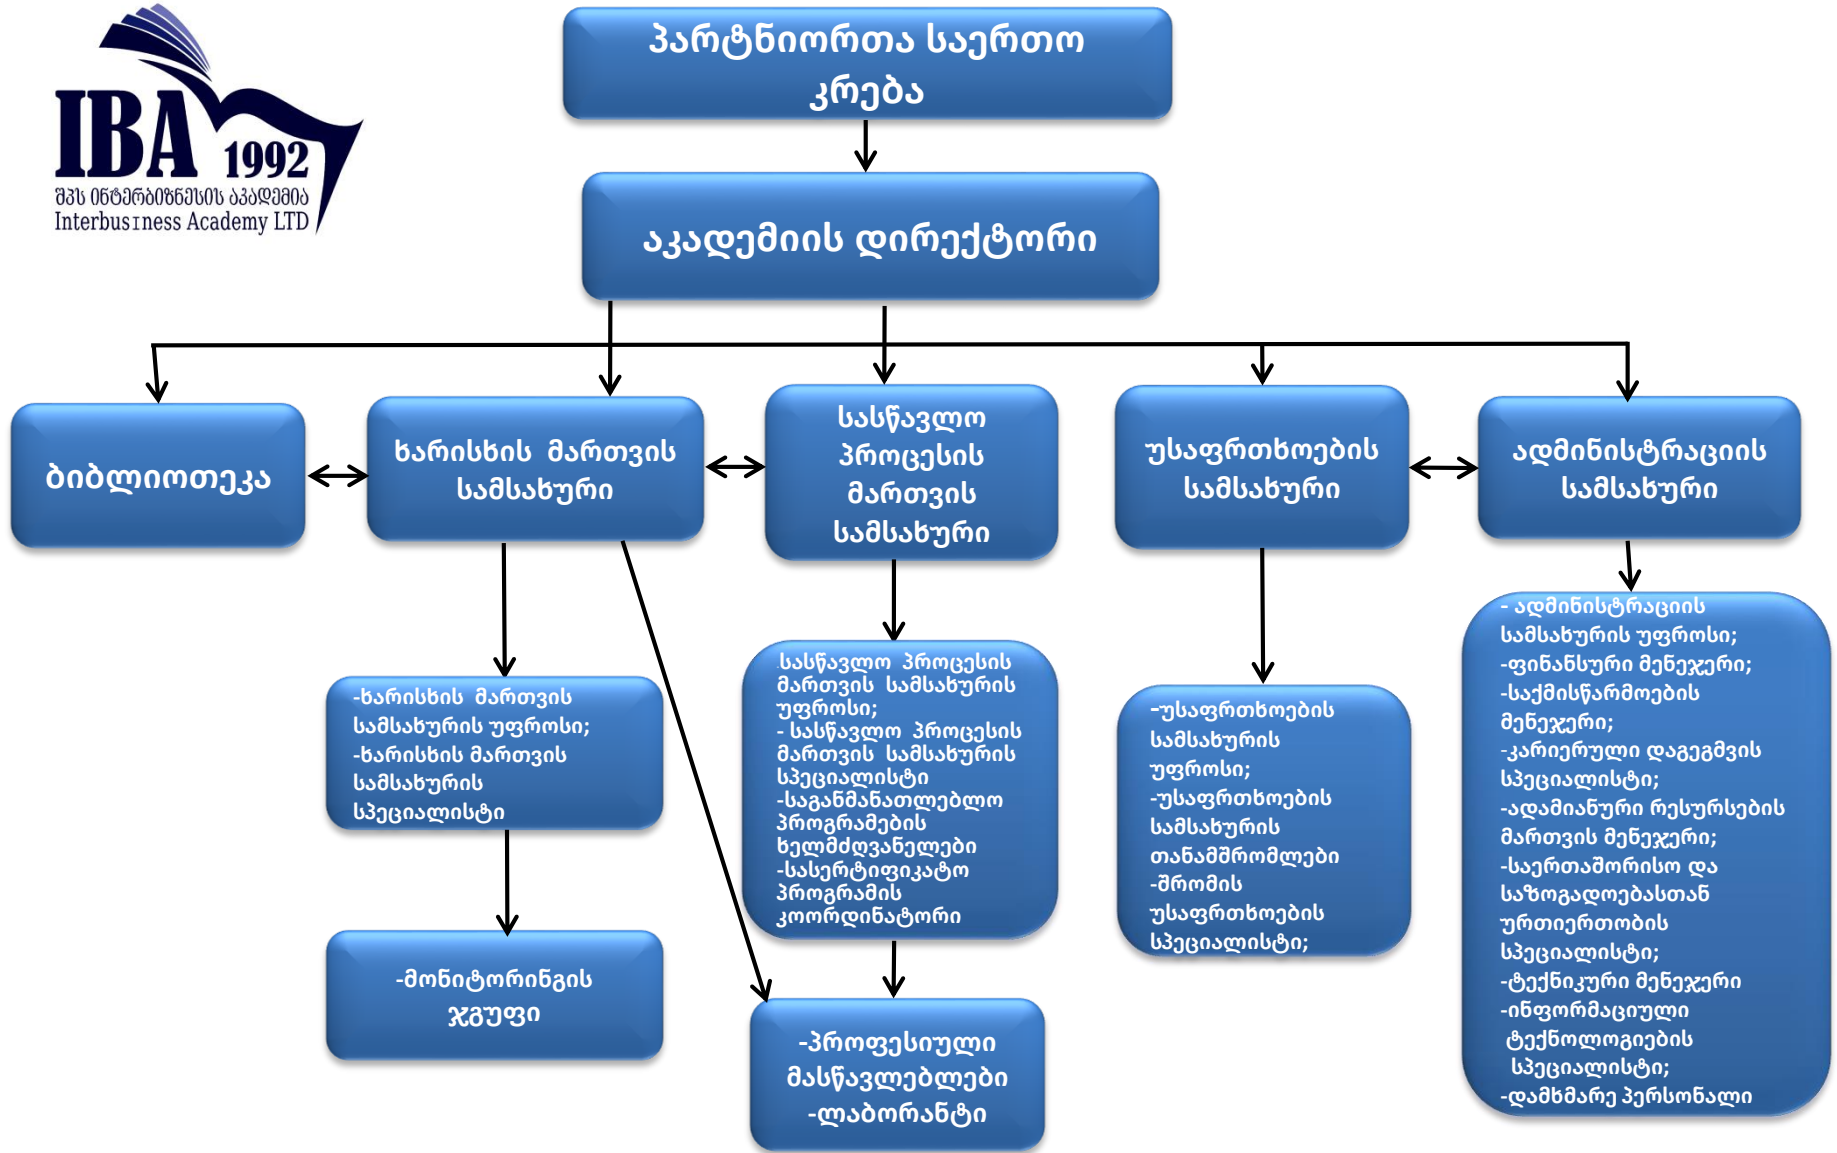 IBA
1992
შპს ინტერბიზნესის აკადემია
Interbusıness Academy LTD
პარტნიორთა საერთო
კრება
აკადემიის დირექტორი
ბიბლიოთეკა
ხარისხის მართვის
სამსახური
სასწავლო
პროცესის
მართვის
სამსახური
უსაფრთხოების
სამსახური
ადმინისტრაციის
სამსახური
-ხარისხის მართვის
სამსახურის უფროსი;
-ხარისხის მართვის
სამსახურის
სპეციალისტი
-მონიტორინგის
ჯგუფი
.სასწავლო პროცესის
მართვის სამსახურის
უფროსი;
- სასწავლო პროცესის
მართვის სამსახურის
სპეციალისტი
-საგანმანათლებლო
პროგრამების
ხელმძღვანელები
-სასერტიფიკატო
პროგრამის
კოორდინატორი
-პროფესიული
მასწავლებლები
-ლაბორანტი
-უსაფრთხოების
სამსახურის
უფროსი;
-უსაფრთხოების
სამსახურის
თანამშრომლები
-შრომის
უსაფრთხოების
სპეციალისტი;
- ადმინისტრაციის
სამსახურის უფროსი;
-ფინანსური მენეჯერი;
-საქმისწარმოების
მენეჯერი;
-კარიერული დაგეგმვის
სპეციალისტი;
-ადამიანური რესურსების
მართვის მენეჯერი;
-საერთაშორისო და
საზოგადოებასთან
ურთიერთობის
სპეციალისტი;
-ტექნიკური მენეჯერი
-ინფორმაციული
ტექნოლოგიების
სპეციალისტი;
-დამხმარე პერსონალი